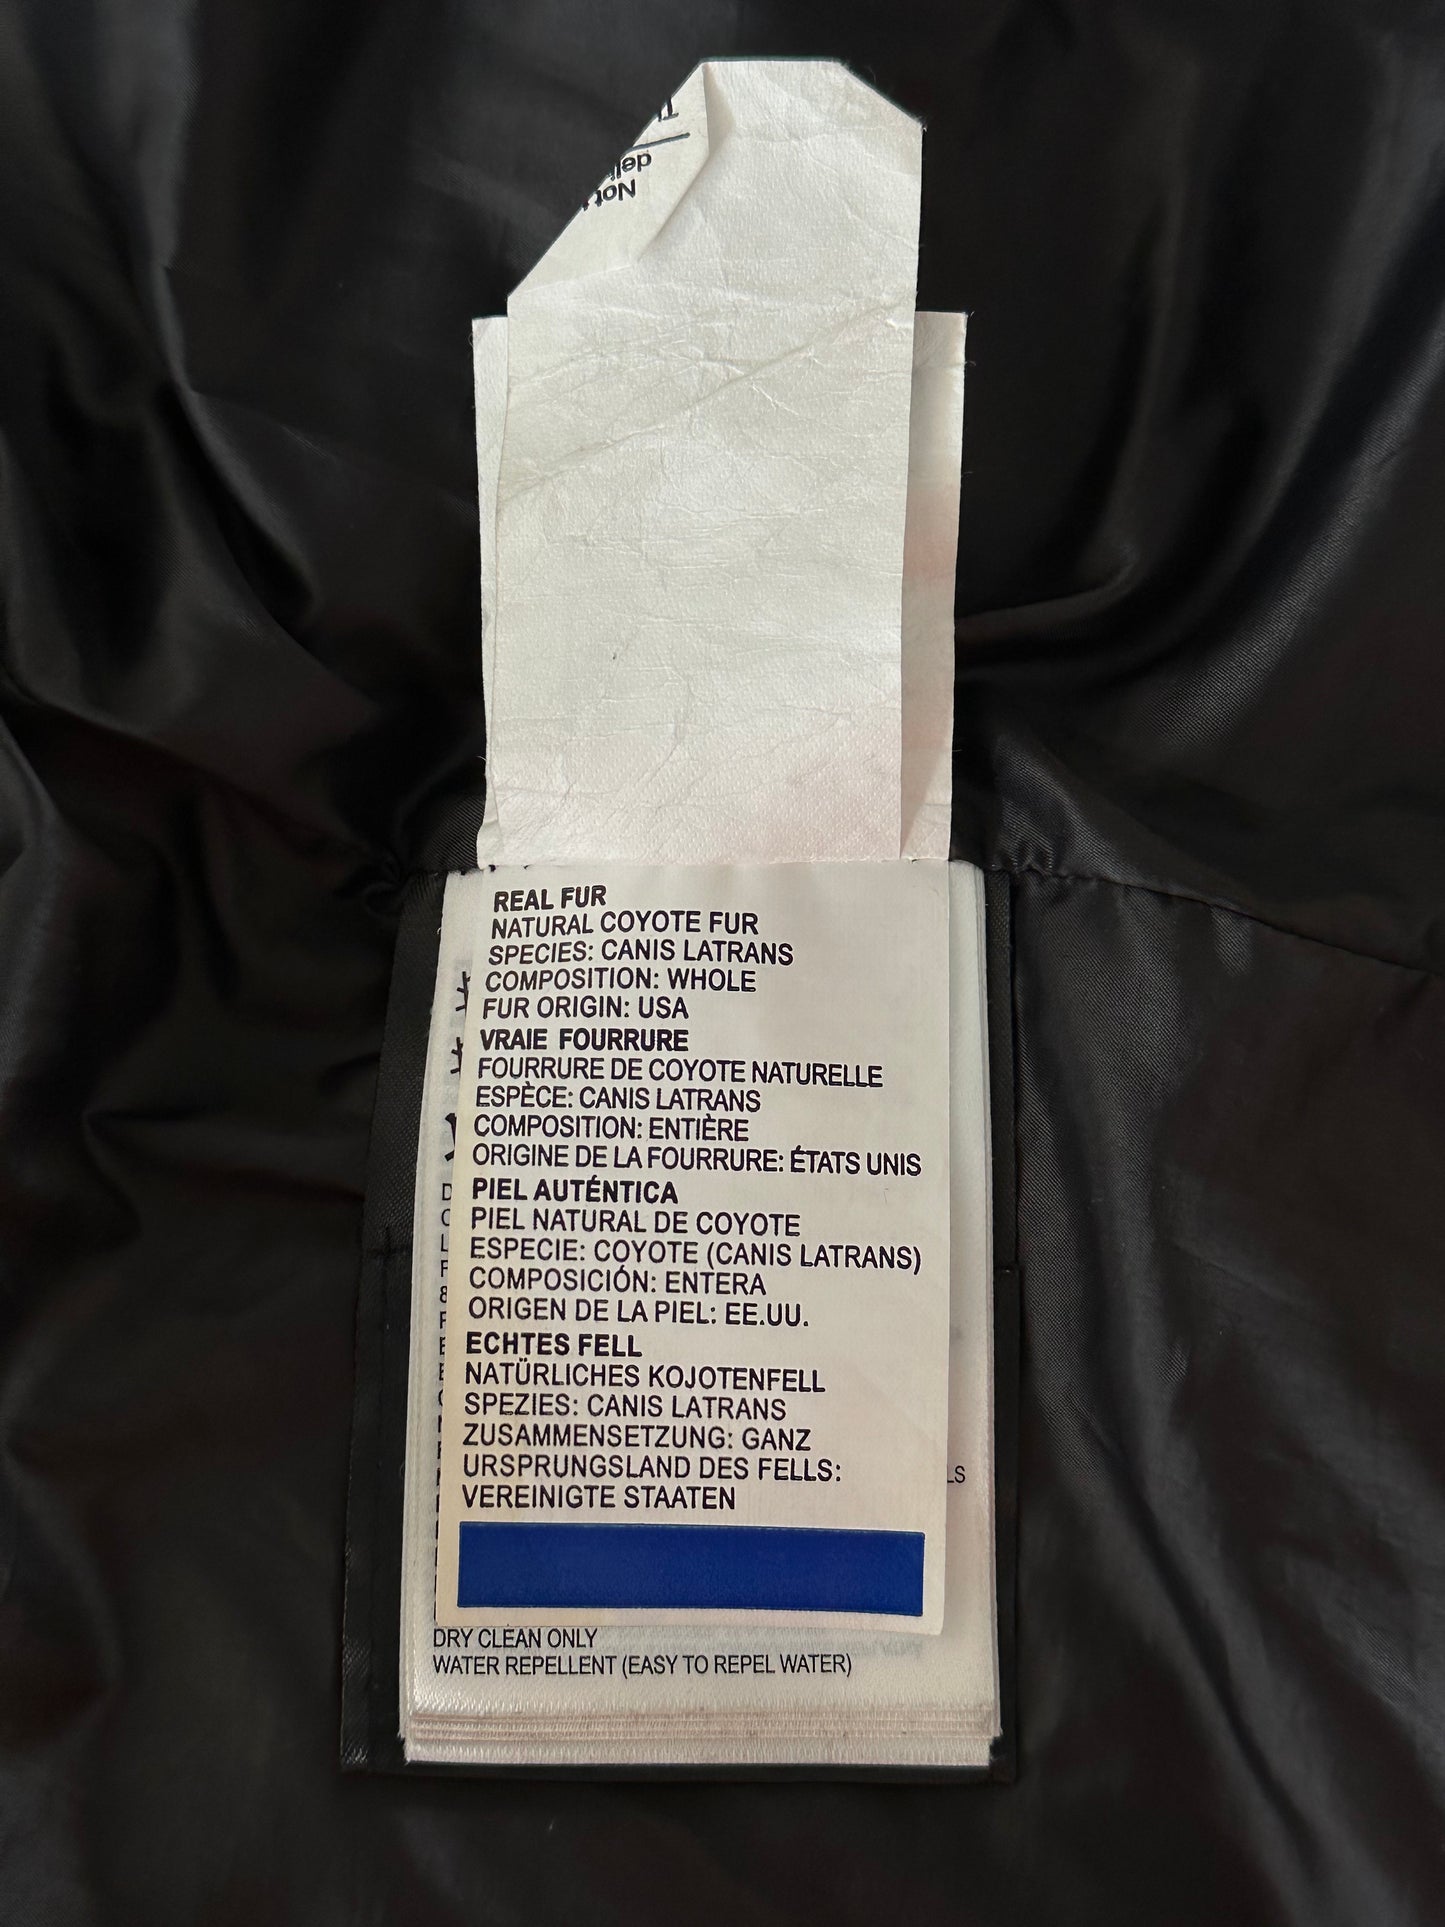 REAL FUR
NATURAL COYOTE FUR
SPECIES: CANIS LATRANS
COMPOSITION: WHOLE
FUR ORIGIN: USA
VRAIE FOURRURE
FOURRURE DE COYOTE NATURELLE
ESPÈCE: CANIS LATRANS
COMPOSITION: ENTIÈRE
ORIGINE DE LA FOURRURE: ÉTATS UNIS
PIEL AUTÉNTICA
PIEL NATURAL DE COYOTE
ESPECIE: COYOTE (CANIS LATRANS)
COMPOSICIÓN: ENTERA
ORIGEN DE LA PIEL: EE.UU.
ECHTES FELL
NATÜRLICHES KOJOTENFELL
SPEZIES: CANIS LATRANS
ZUSAMMENSETZUNG: GANZ
URSPRUNGSLAND DES FELLS:
VEREINIGTE STAATEN
DRY CLEAN ONLY
WATER REPELLENT (EASY TO REPEL WATER)